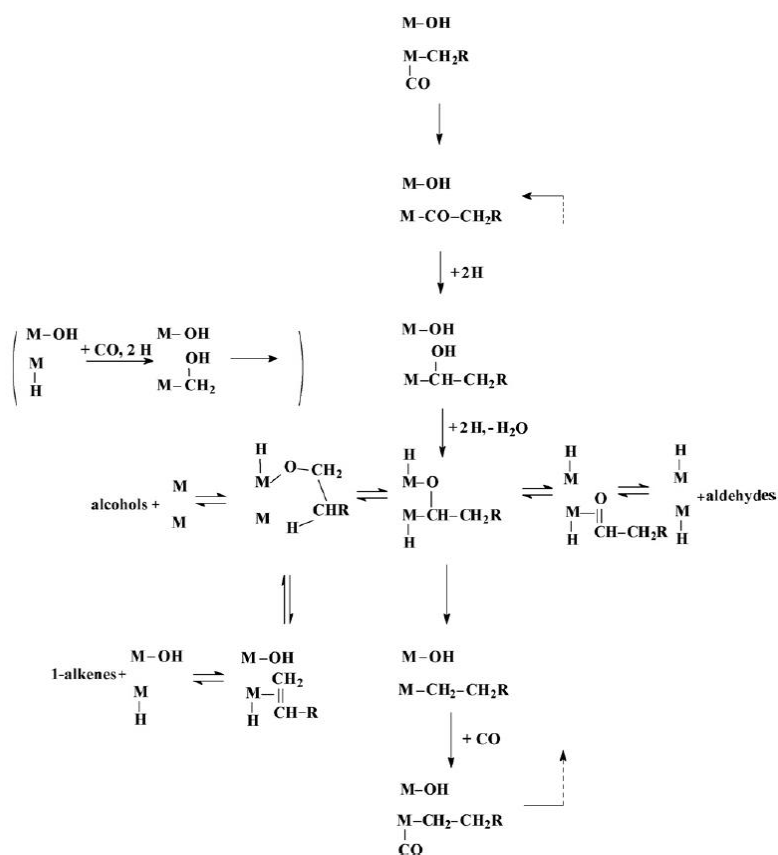 M–OH
M–CH₂R
CO
M–OH
M–CO–CH₂R
+2H
M–OH
OH
M–CH–CH₂R
M–OH
M
H
+ CO, 2 H
M–OH
OH
M–CH₂
+2H, - H₂O
alcohols +
M
M
H
M
O–CH₂
M
H
CHR
H
M–O
M–CH–CH₂R
H
H
M
O
M
H
CH–CH₂R
H
M
M
H
+aldehydes
1-alkenes+
M–OH
M
H
M–OH
CH₂
M
H
CH–R
M–OH
M–CH₂–CH₂R
+ CO
M–OH
M–CH₂–CH₂R
CO